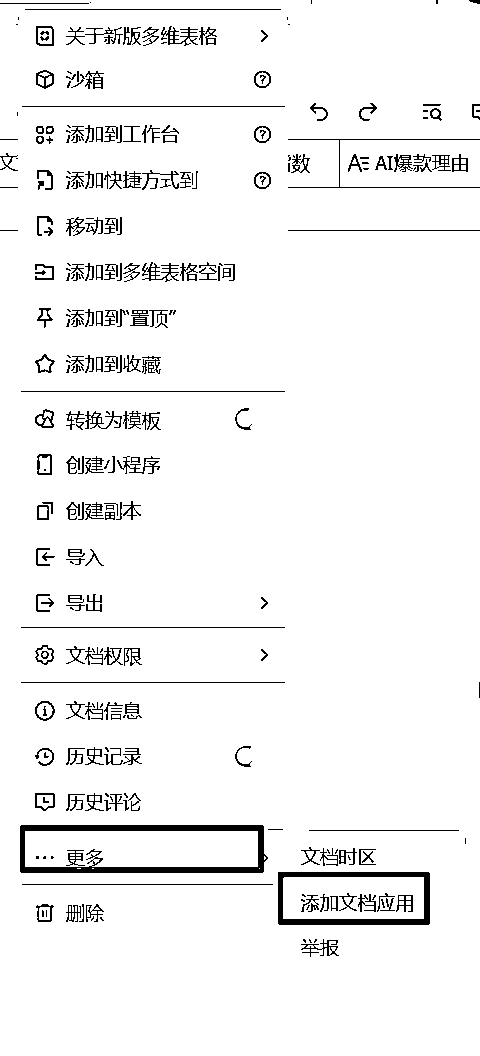 关于新版多维表格
沙箱
添加到工作台
文
数
AI爆款理由
添加快捷方式到
移动到
添加到多维表格空间
添加到“置顶”
添加到收藏
转换为模板
创建小程序
创建副本
导入
导出
文档权限
文档信息
历史记录
历史评论
更多
文档时区
添加文档应用
删除
举报